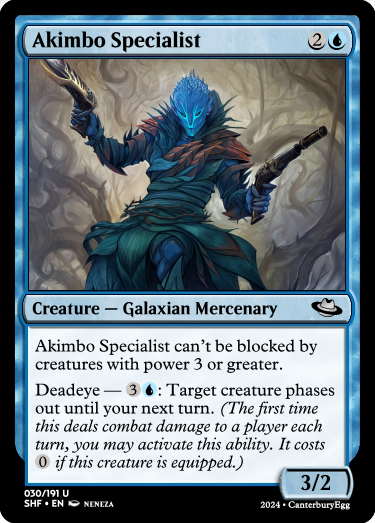 Akimbo Specialist 2
Creature — Galaxian Mercenary
Akimbo Specialist can't be blocked by
creatures with power 3 or greater.
Deadeye — 3 : Target creature phases
out until your next turn. (The first time
this deals combat damage to a player each
turn, you may activate this ability. It costs
0 if this creature is equipped.)
3/2
030/191 U
SHF • EN NENEZA
2024 • CanterburyEgg